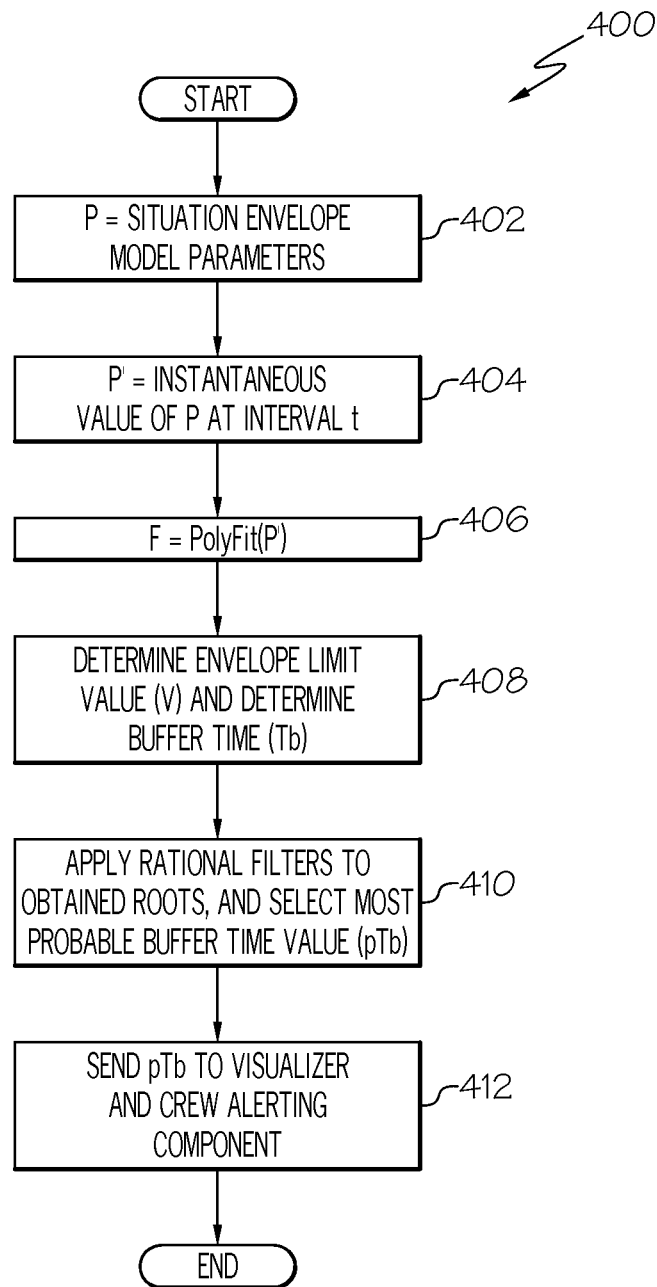 400
START
P = SITUATION ENVELOPE
MODEL PARAMETERS
402
P' = INSTANTANEOUS
VALUE OF P AT INTERVAL t
404
F = PolyFit(P')
406
DETERMINE ENVELOPE LIMIT
VALUE (V) AND DETERMINE
BUFFER TIME (Tb)
408
APPLY RATIONAL FILTERS TO
OBTAINED ROOTS, AND SELECT MOST
PROBABLE BUFFER TIME VALUE (pTb)
410
SEND pTb TO VISUALIZER
AND CREW ALERTING
COMPONENT
412
END